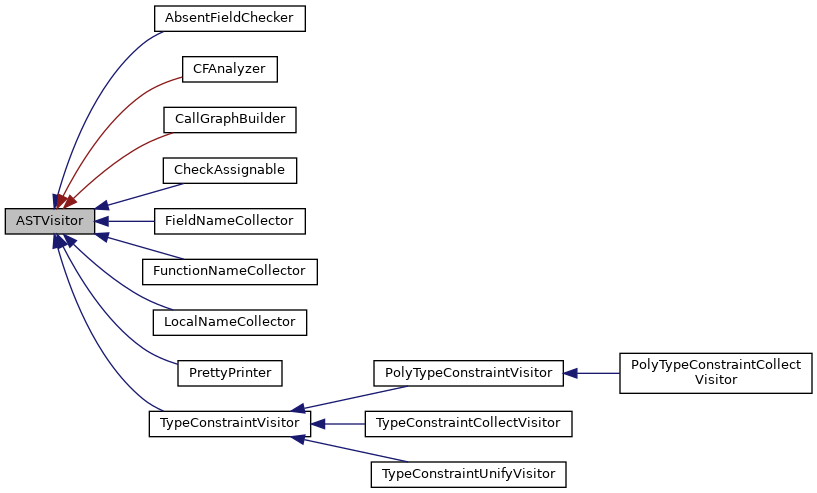 AbsentFieldChecker
CFAnalyzer
CallGraphBuilder
CheckAssignable
ASTVisitor
FieldNameCollector
FunctionNameCollector
LocalNameCollector
PrettyPrinter
PolyTypeConstraintVisitor
PolyTypeConstraintCollect
Visitor
TypeConstraintVisitor
TypeConstraintCollectVisitor
TypeConstraintUnifyVisitor